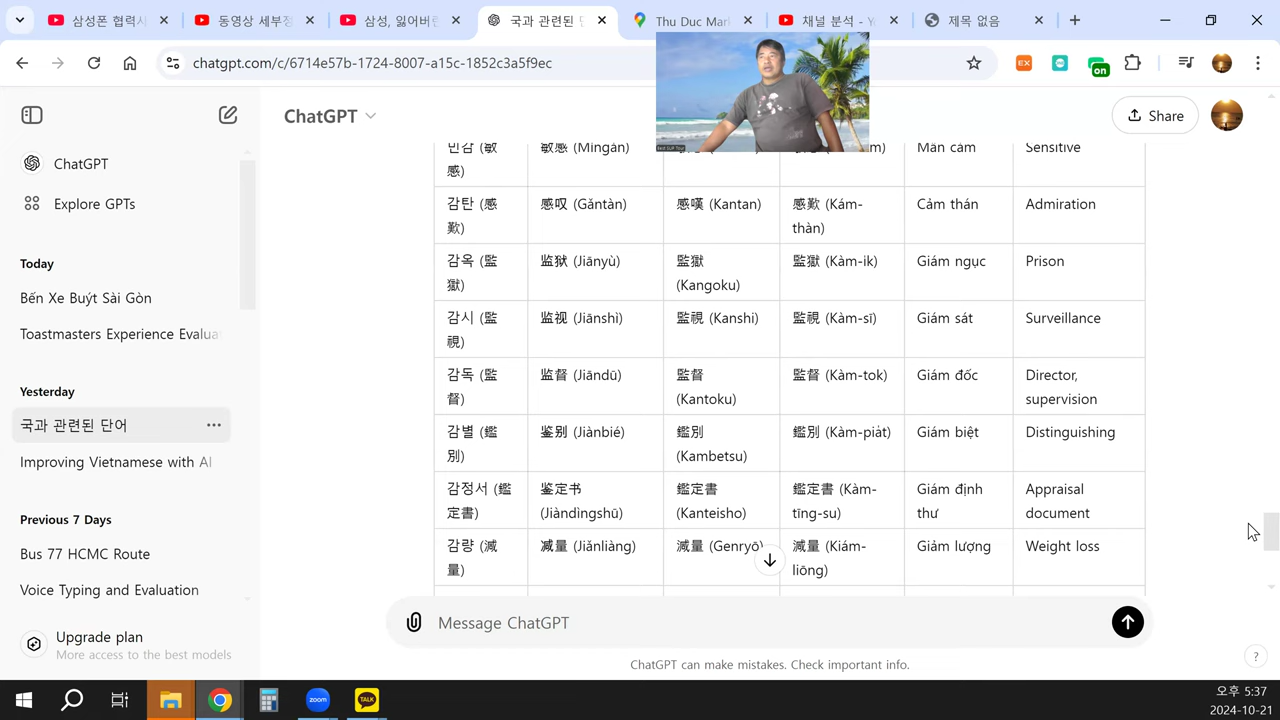 삼성폰 협력사
동영상 세부정
삼성, 잃어버린
국과 관련된 단
Thu Duc Mark
채널 분석 - Yo
제목 없음
chatgpt.com/c/6714e57b-1724-8007-a15c-1852c3a5f9ec
EX
on
ChatGPT
Share
ChatGPT
Explore GPTs
Today
Bến Xe Buýt Sài Gòn
Toastmasters Experience Evalua
Yesterday
국과 관련된 단어
Improving Vietnamese with AI
Previous 7 Days
Bus 77 HCMC Route
Voice Typing and Evaluation
Upgrade plan
More access to the best models
민감 (敏
感)
敏感 (Mǐngǎn)
Mẫn cảm
Sensitive
감탄 (感
歎)
感叹 (Gǎntàn)
感嘆 (Kantan)
感歎 (Kám-
thàn)
Cảm thán
Admiration
감옥 (監
獄)
监狱 (Jiānyù)
監獄
(Kangoku)
監獄 (Kàm-ik)
Giám ngục
Prison
감시 (監
視)
监视 (Jiānshì)
監視 (Kanshi)
監視 (Kàm-sī)
Giám sát
Surveillance
감독 (監
督)
监督 (Jiāndū)
監督
(Kantoku)
監督 (Kàm-tok)
Giám đốc
Director,
supervision
감별 (鑑
別)
鉴别 (Jiànbié)
鑑別
(Kambetsu)
鑑別 (Kàm-pia̍t)
Giám biệt
Distinguishing
감정서 (鑑
定書)
鉴定书
(Jiàndìngshū)
鑑定書
(Kanteisho)
鑑定書 (Kàm-
tīng-su)
Giám định
thư
Appraisal
document
감량 (減
量)
减量 (Jiǎnliàng)
減量 (Genryō)
減量 (Kiám-
liōng)
Giảm lượng
Weight loss
Message ChatGPT
ChatGPT can make mistakes. Check important info.
?
zoom
TALK
오후 5:37
2024-10-21